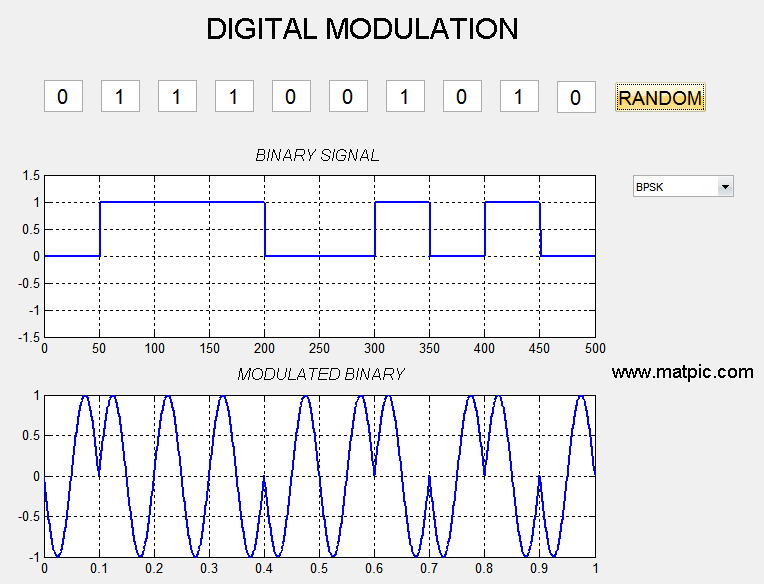 DIGITAL MODULATION
0 1 1 1 0 0 1 0 1 0 RANDOM
BINARY SIGNAL
BPSK
1.5
1
0.5
0
-0.5
-1
-1.5
0 50 100 150 200 250 300 350 400 450 500
www.matpic.com
MODULATED BINARY
1
0.5
0
-0.5
-1
0 0.1 0.2 0.3 0.4 0.5 0.6 0.7 0.8 0.9 1